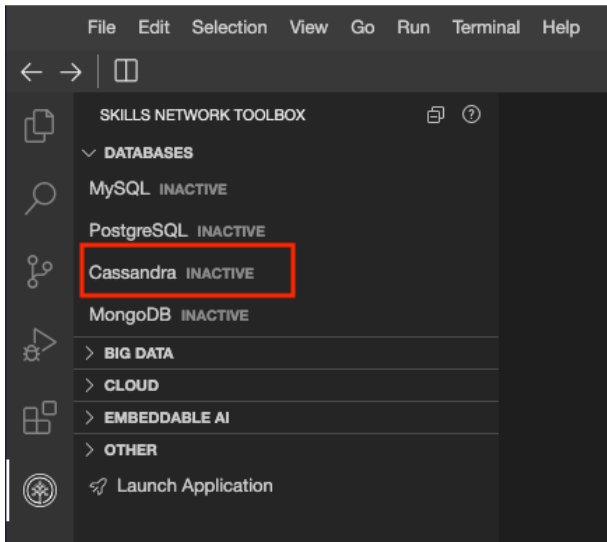 File Edit Selection View Go Run Terminal Help
SKILLS NETWORK TOOLBOX
DATABASES
MySQL INACTIVE
PostgreSQL INACTIVE
Cassandra INACTIVE
MongoDB INACTIVE
BIG DATA
CLOUD
EMBEDDABLE AI
OTHER
Launch Application